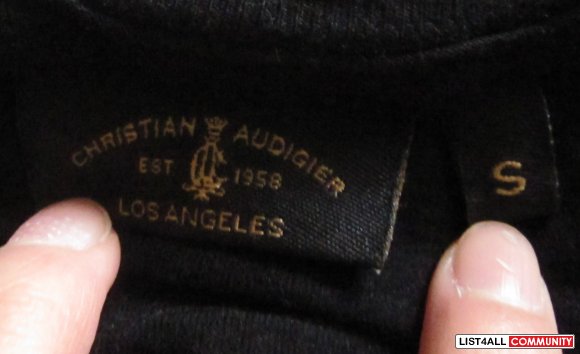 CHRISTIAN AUDIGIER
EST 1958
LOS ANGELES
S
LIST4ALL COMMUNITY